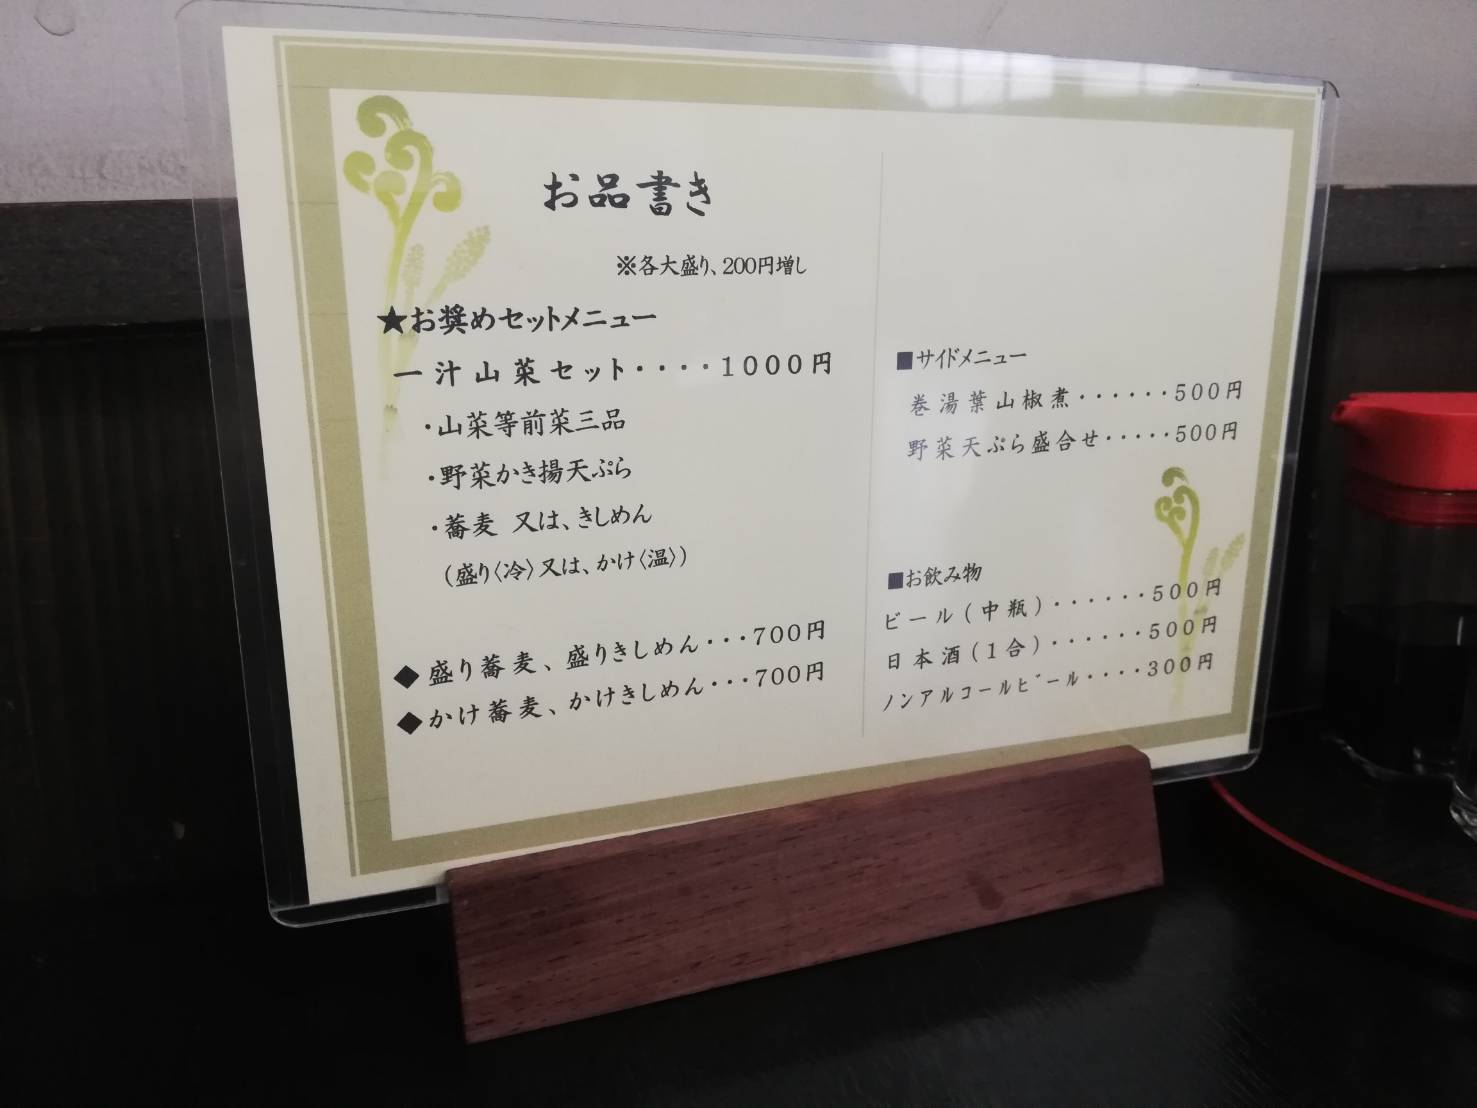 お品書き
※各大盛り、200円増し
★お奨めセットメニュー
一汁山菜セット・・・・1000円
・山菜等前菜三品
・野菜かき揚天ぷら
・蕎麦 又は、きしめん
(盛り〈冷〉又は、かけ〈温〉)
◆盛り蕎麦、盛りきしめん・・・700円
◆かけ蕎麦、かけきしめん・・・700円
■サイドメニュー
巻湯葉山椒煮・・・・・・500円
野菜天ぷら盛合せ・・・・・500円
■お飲み物
ビール(中瓶)・・・・・・500円
日本酒(1合)・・・・・・500円
ノンアルコールビール・・・・300円